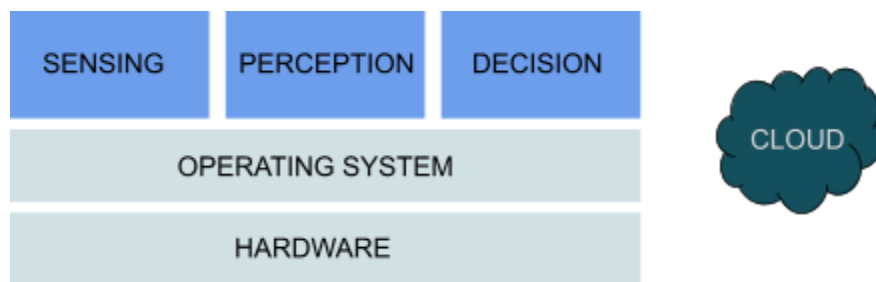 SENSING
PERCEPTION
DECISION
CLOUD
OPERATING SYSTEM
HARDWARE